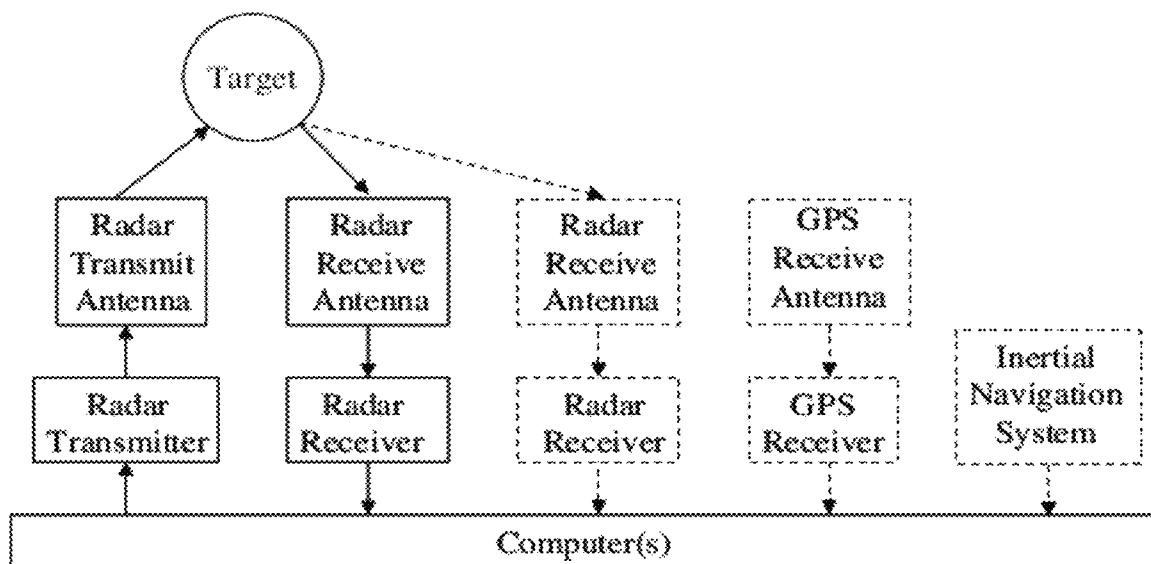 Target
Radar
Transmit
Antenna
Radar
Receive
Antenna
Radar
Receive
Antenna
GPS
Receive
Antenna
Radar
Transmitter
Radar
Receiver
Radar
Receiver
GPS
Receiver
Inertial
Navigation
System
Computer(s)